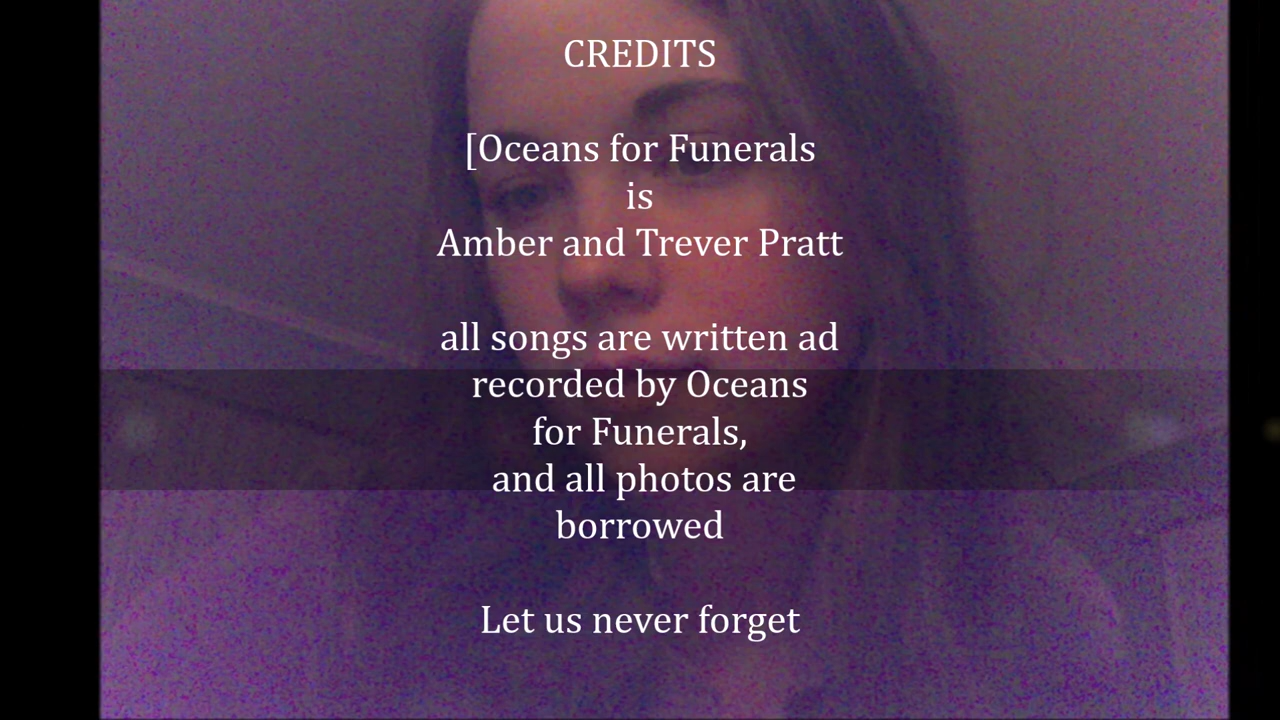 CREDITS
[Oceans for Funerals
is
Amber and Trever Pratt
all songs are written ad
recorded by Oceans
for Funerals,
and all photos are
borrowed
Let us never forget